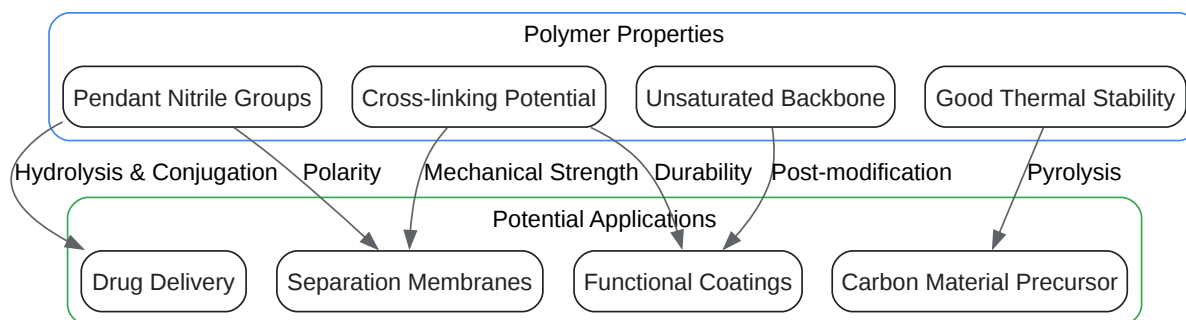 Polymer Properties
Pendant Nitrile Groups
Cross-linking Potential
Unsaturated Backbone
Good Thermal Stability
Hydrolysis & Conjugation
Polarity
Mechanical Strength
Durability
Post-modification
Pyrolysis
Potential Applications
Drug Delivery
Separation Membranes
Functional Coatings
Carbon Material Precursor